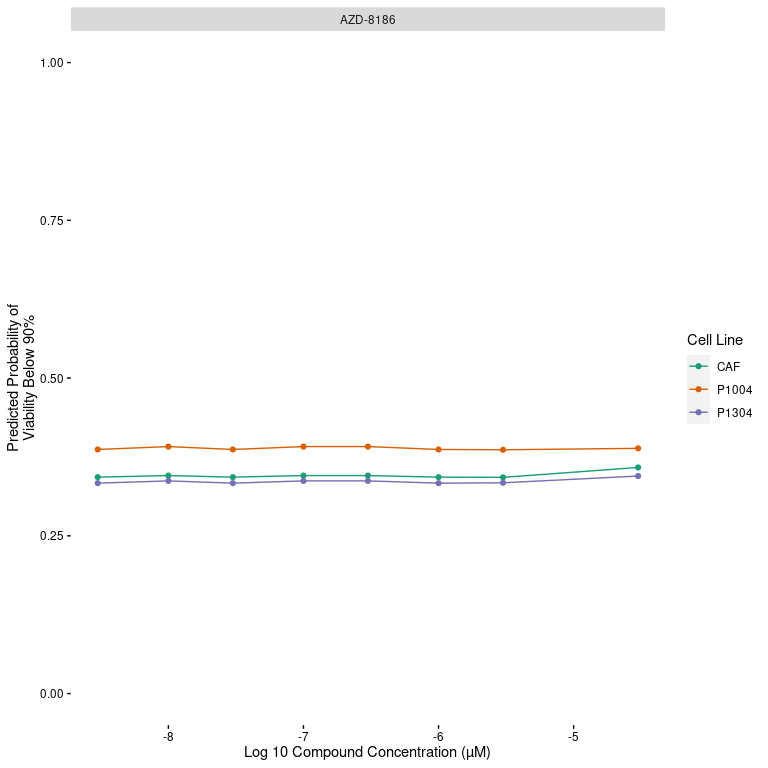 AZD-8186
1.00
0.75
0.50
0.25
0.00
Predicted Probability of
Viability Below 90%
-8
-7
-6
-5
Log 10 Compound Concentration (µM)
Cell Line
CAF
P1004
P1304